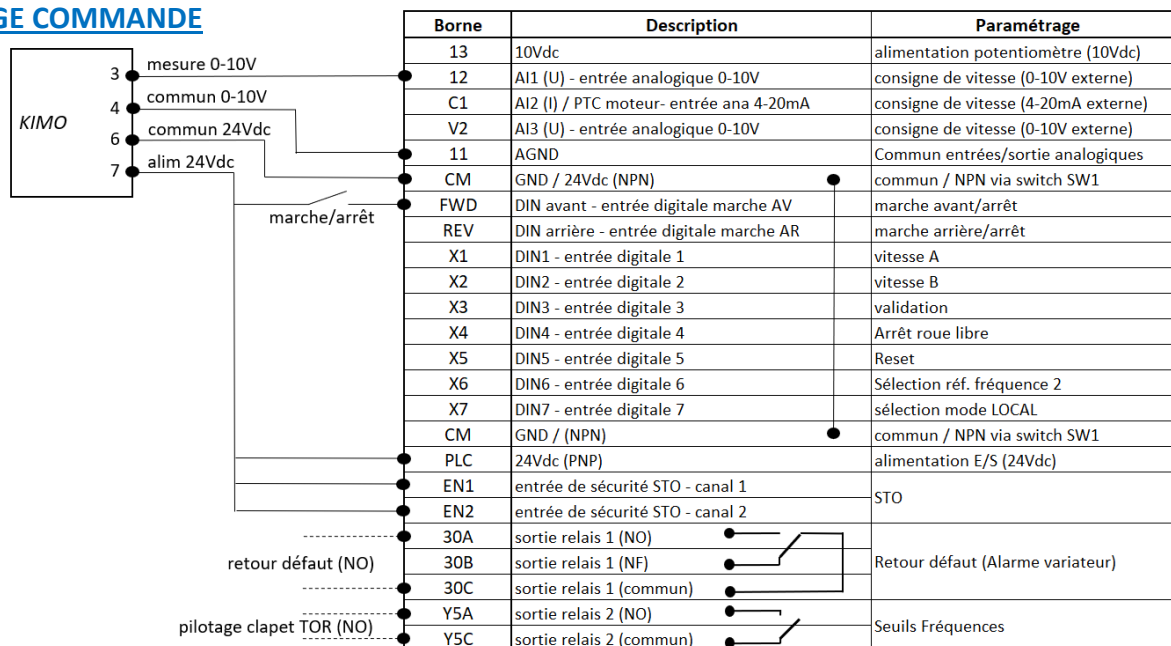 GE COMMANDE
KIMO
3 mesure 0-10V
4 commun 0-10V
6 commun 24Vdc
7 alim 24Vdc
marche/arrêt
retour défaut (NO)
pilotage clapet TOR (NO)
Borne Description Paramétrage
13 10Vdc alimentation potentiomètre (10Vdc)
12 AI1 (U) - entrée analogique 0-10V consigne de vitesse (0-10V externe)
C1 AI2 (I) / PTC moteur- entrée ana 4-20mA consigne de vitesse (4-20mA externe)
V2 AI3 (U) - entrée analogique 0-10V consigne de vitesse (0-10V externe)
11 AGND Commun entrées/sortie analogiques
CM GND / 24Vdc (NPN) commun / NPN via switch SW1
FWD DIN avant - entrée digitale marche AV marche avant/arrêt
REV DIN arrière - entrée digitale marche AR marche arrière/arrêt
X1 DIN1 - entrée digitale 1 vitesse A
X2 DIN2 - entrée digitale 2 vitesse B
X3 DIN3 - entrée digitale 3 validation
X4 DIN4 - entrée digitale 4 Arrêt roue libre
X5 DIN5 - entrée digitale 5 Reset
X6 DIN6 - entrée digitale 6 Sélection réf. fréquence 2
X7 DIN7 - entrée digitale 7 sélection mode LOCAL
CM GND / (NPN) commun / NPN via switch SW1
PLC 24Vdc (PNP) alimentation E/S (24Vdc)
EN1 entrée de sécurité STO - canal 1
STO
EN2 entrée de sécurité STO - canal 2
30A sortie relais 1 (NO)
30B sortie relais 1 (NF) Retour défaut (Alarme variateur)
30C sortie relais 1 (commun)
Y5A sortie relais 2 (NO)
Seuils Fréquences
Y5C sortie relais 2 (commun)